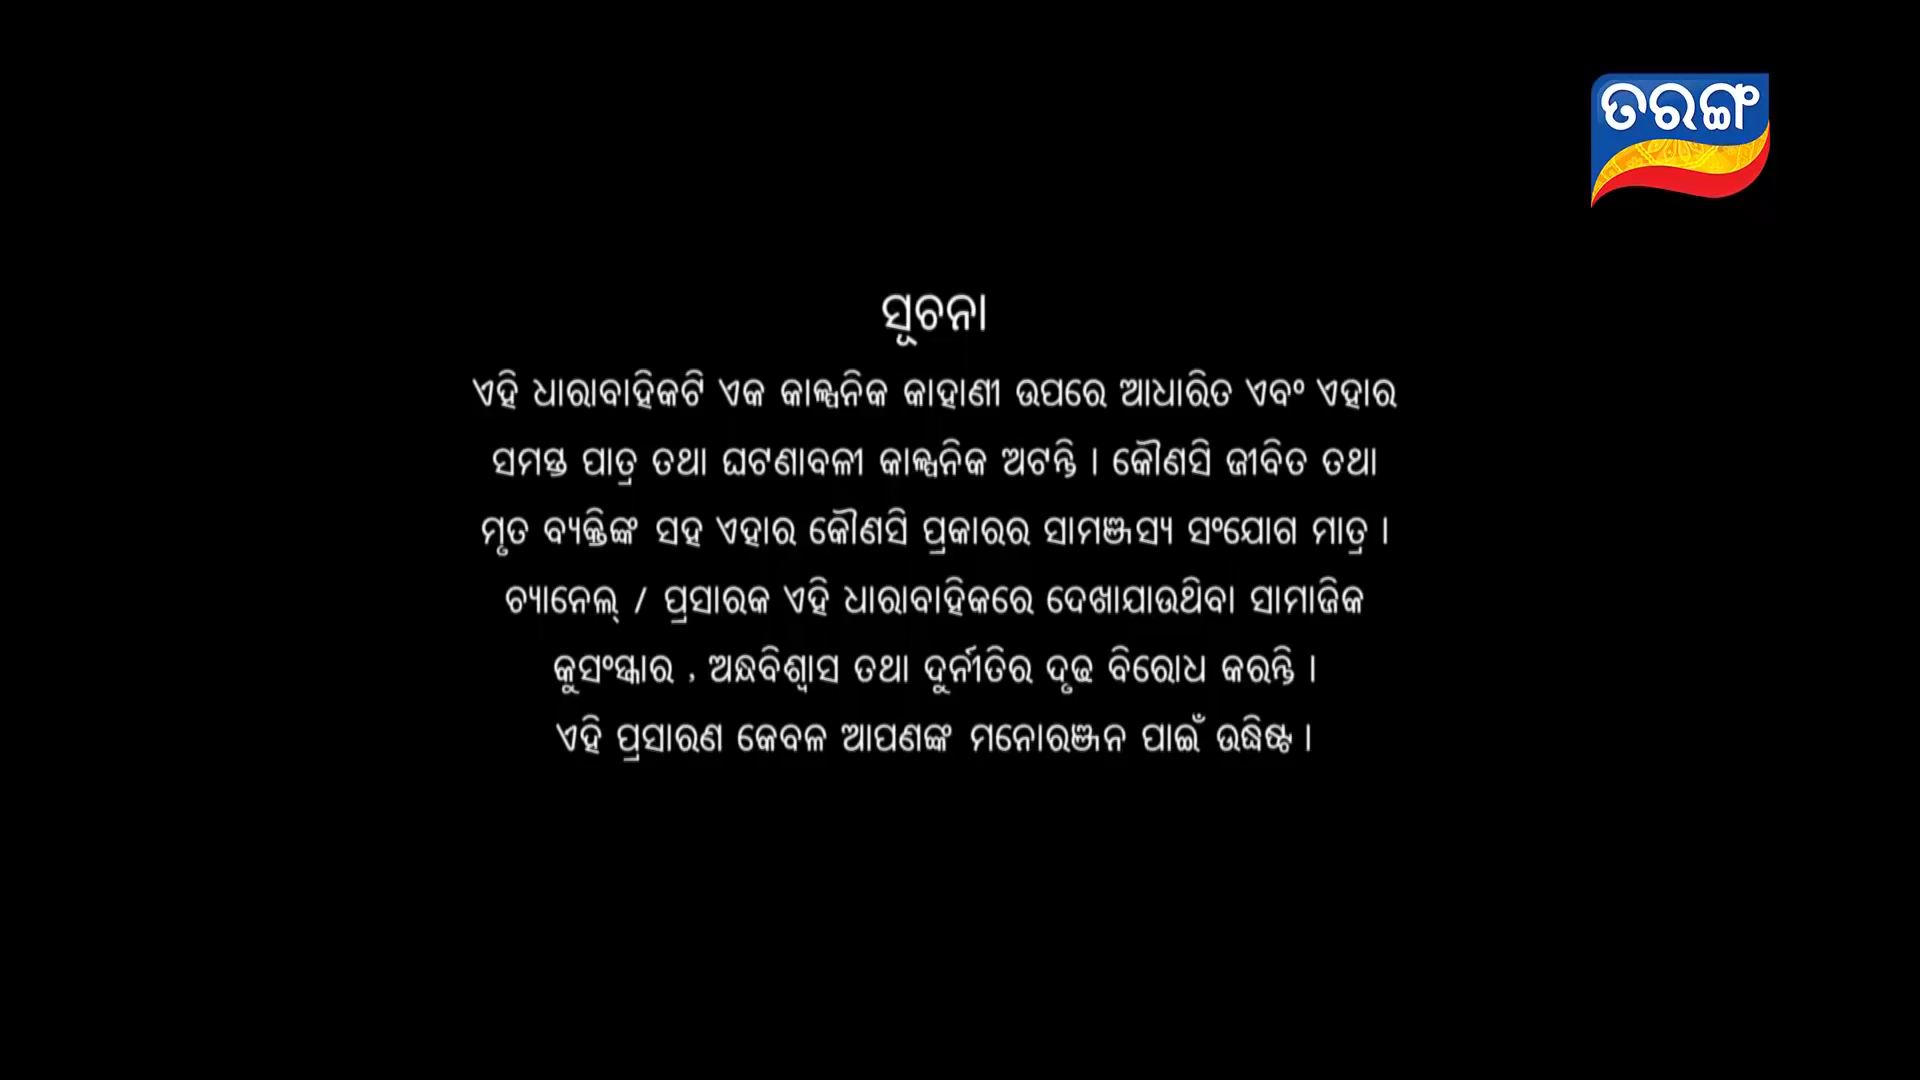 ତରଙ୍ଗ
ସୂଚନା
ଏହି ଧାରାବାହିକଟି ଏକ କାଳ୍ପନିକ କାହାଣୀ ଉପରେ ଆଧାରିତ ଏବଂ ଏହାର
ସମସ୍ତ ପାତ୍ର ତଥା ଘଟଣାବଳୀ କାଳ୍ପନିକ ଅଟନ୍ତି । କୌଣସି ଜୀବିତ ତଥା
ମୃତ ବ୍ୟକ୍ତିଙ୍କ ସହ ଏହାର କୌଣସି ପ୍ରକାରର ସାମଞ୍ଜସ୍ୟ ସଂଯୋଗ ମାତ୍ର ।
ଚ୍ୟାନେଲ୍ / ପ୍ରସାରକ ଏହି ଧାରାବାହିକରେ ଦେଖାଯାଉଥିବା ସାମାଜିକ
କୁସଂସ୍କାର , ଅନ୍ଧବିଶ୍ୱାସ ତଥା ଦୁର୍ନୀତିର ଦୃଢ ବିରୋଧ କରନ୍ତି ।
ଏହି ପ୍ରସାରଣ କେବଳ ଆପଣଙ୍କ ମନୋରଞ୍ଜନ ପାଇଁ ଉଦ୍ଧିଷ୍ଟ ।